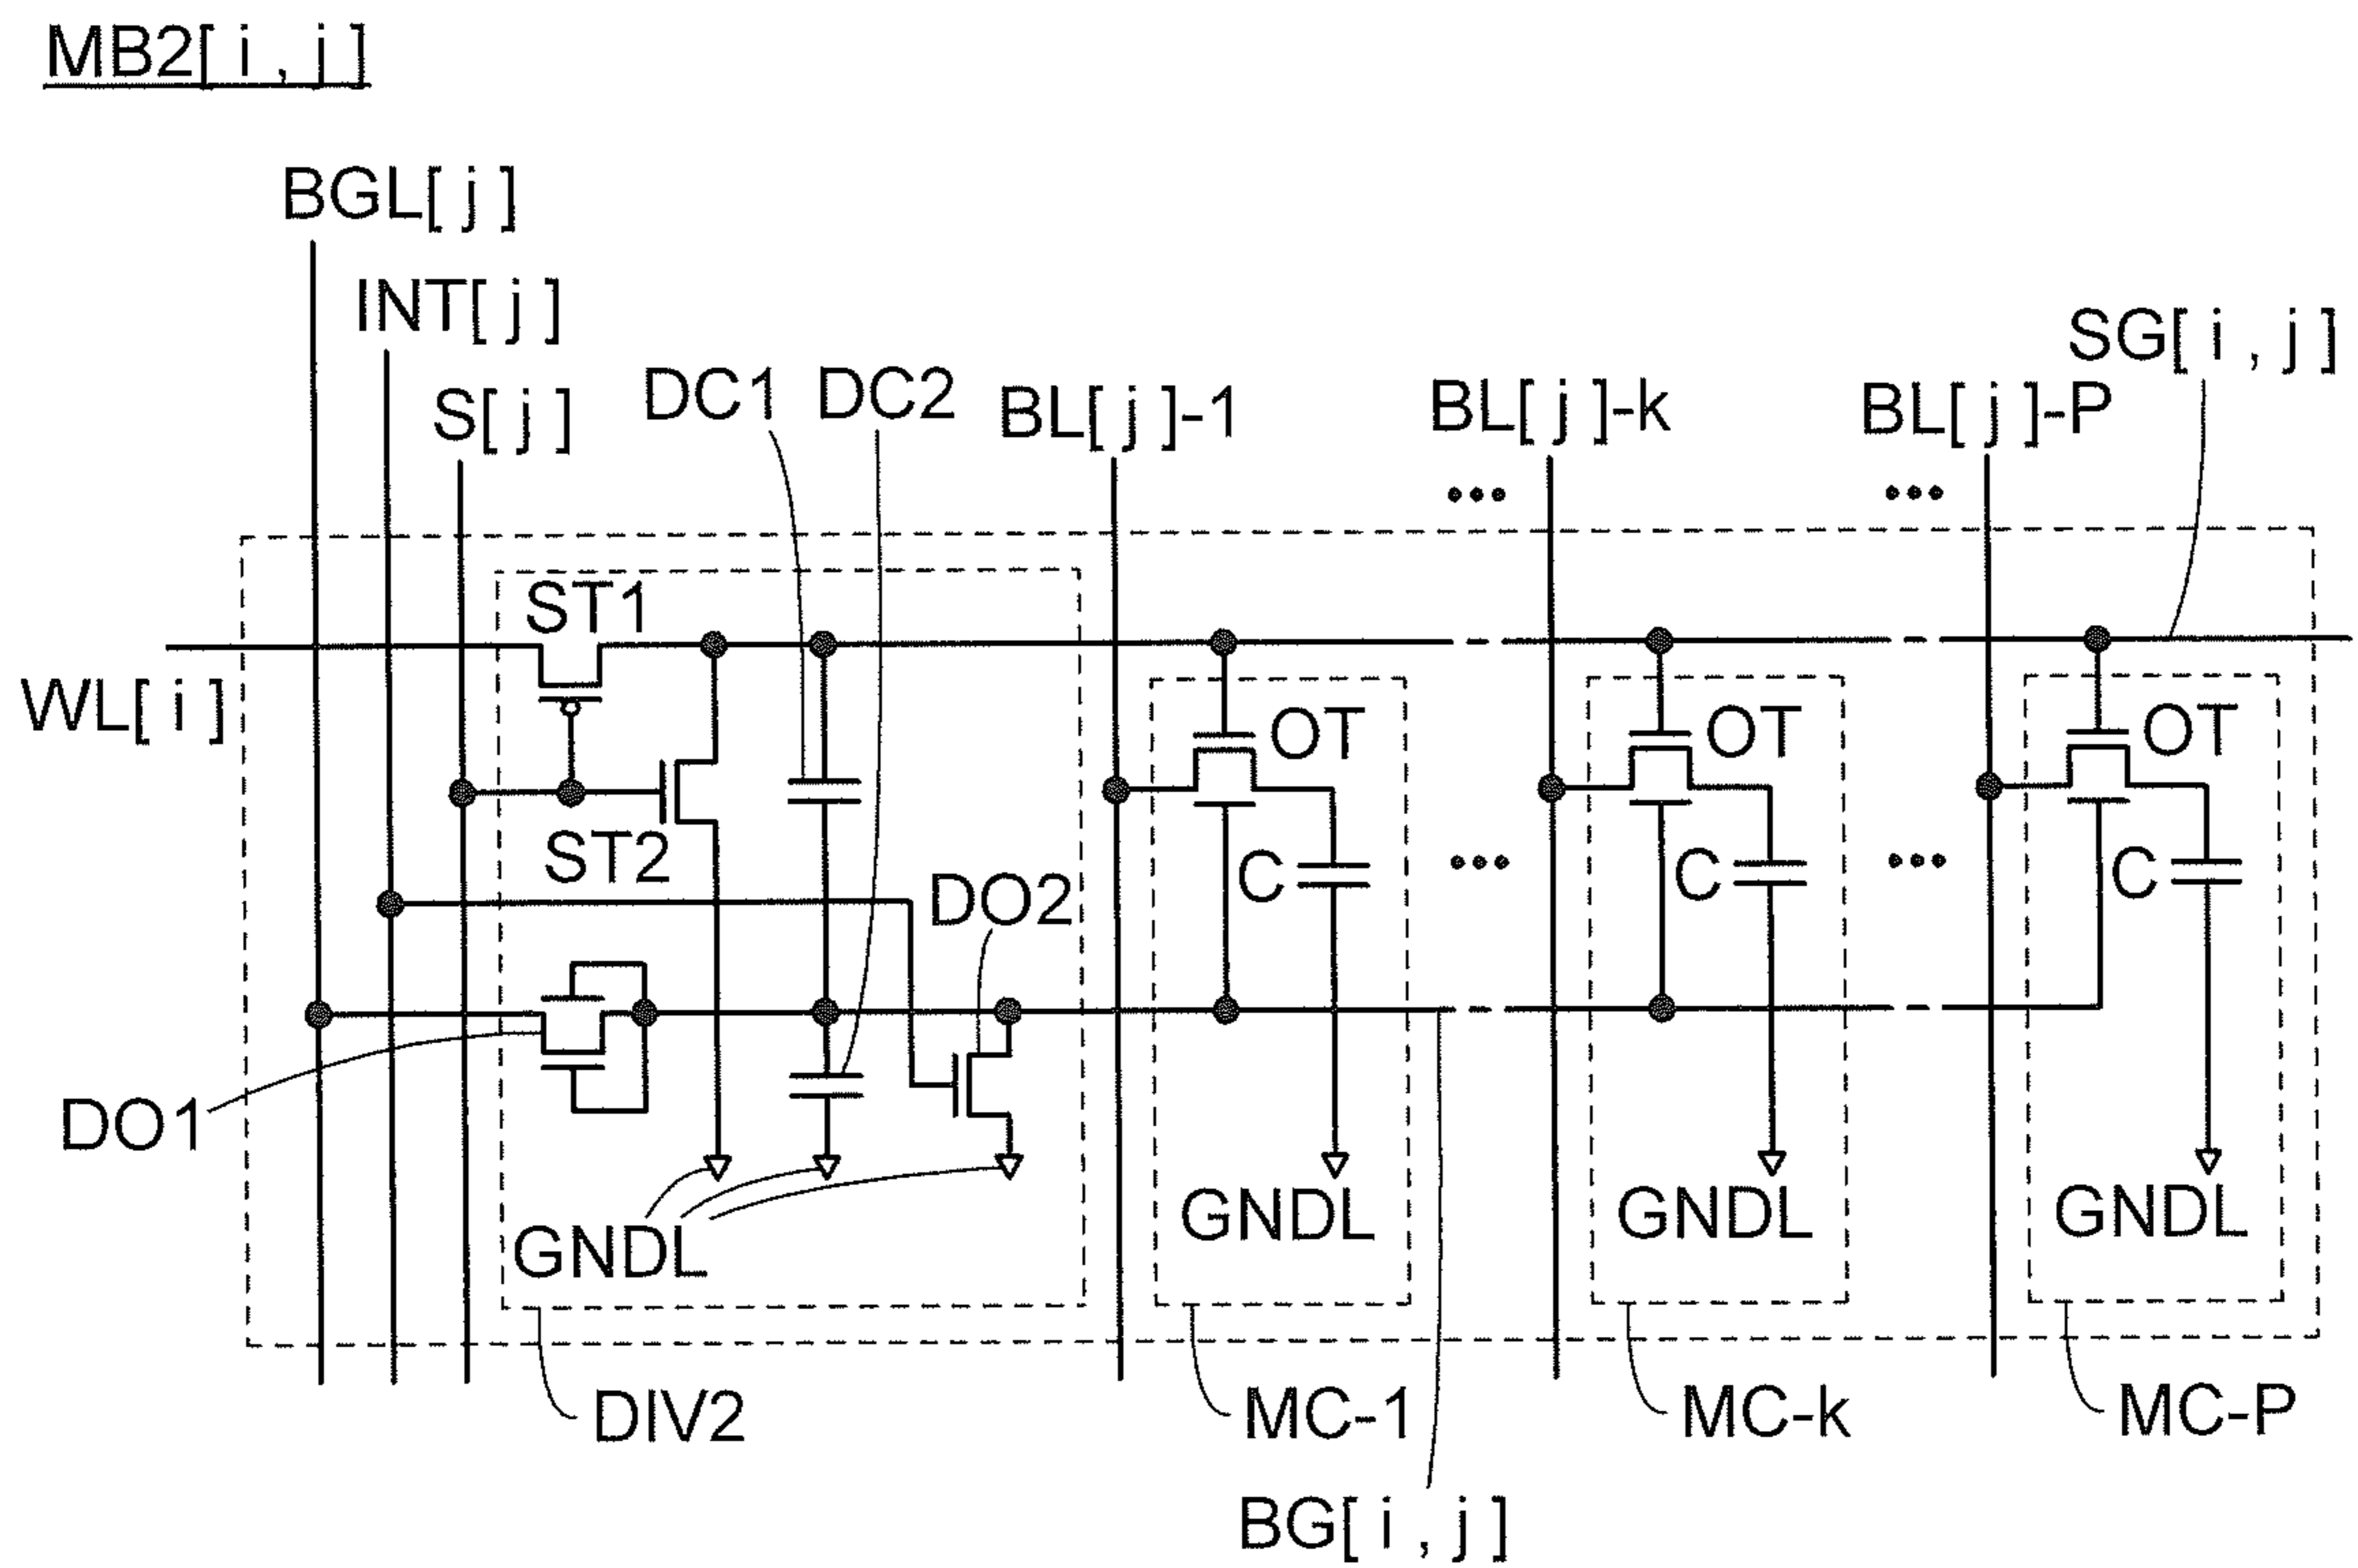 MB2[ i , j ]
BGL[ j ]
INT[ j ]
S[ j ]
DC1
DC2
BL[ j ]-1
BL[ j ]-k
BL[ j ]-P
SG[ i , j ]
•••
•••
WL[ i ]
ST1
ST2
OT
OT
OT
C
•••
C
•••
C
DO2
DO1
GNDL
GNDL
GNDL
GNDL
DIV2
MC-1
MC-k
MC-P
BG[ i , j ]